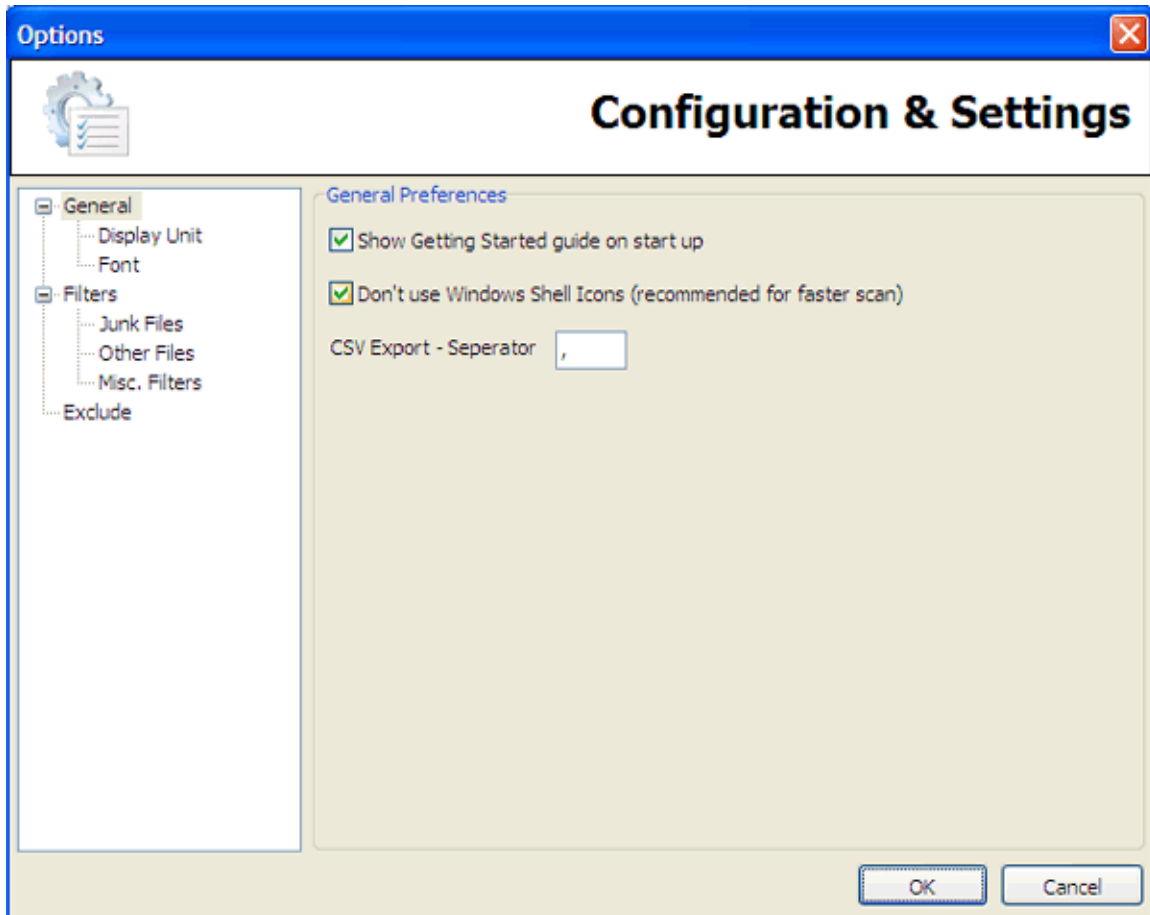 Options
Configuration & Settings
General
Display Unit
Font
Filters
Junk Files
Other Files
Misc. Filters
Exclude
General Preferences
Show Getting Started guide on start up
Don't use Windows Shell Icons (recommended for faster scan)
CSV Export - Seperator ,
OK
Cancel